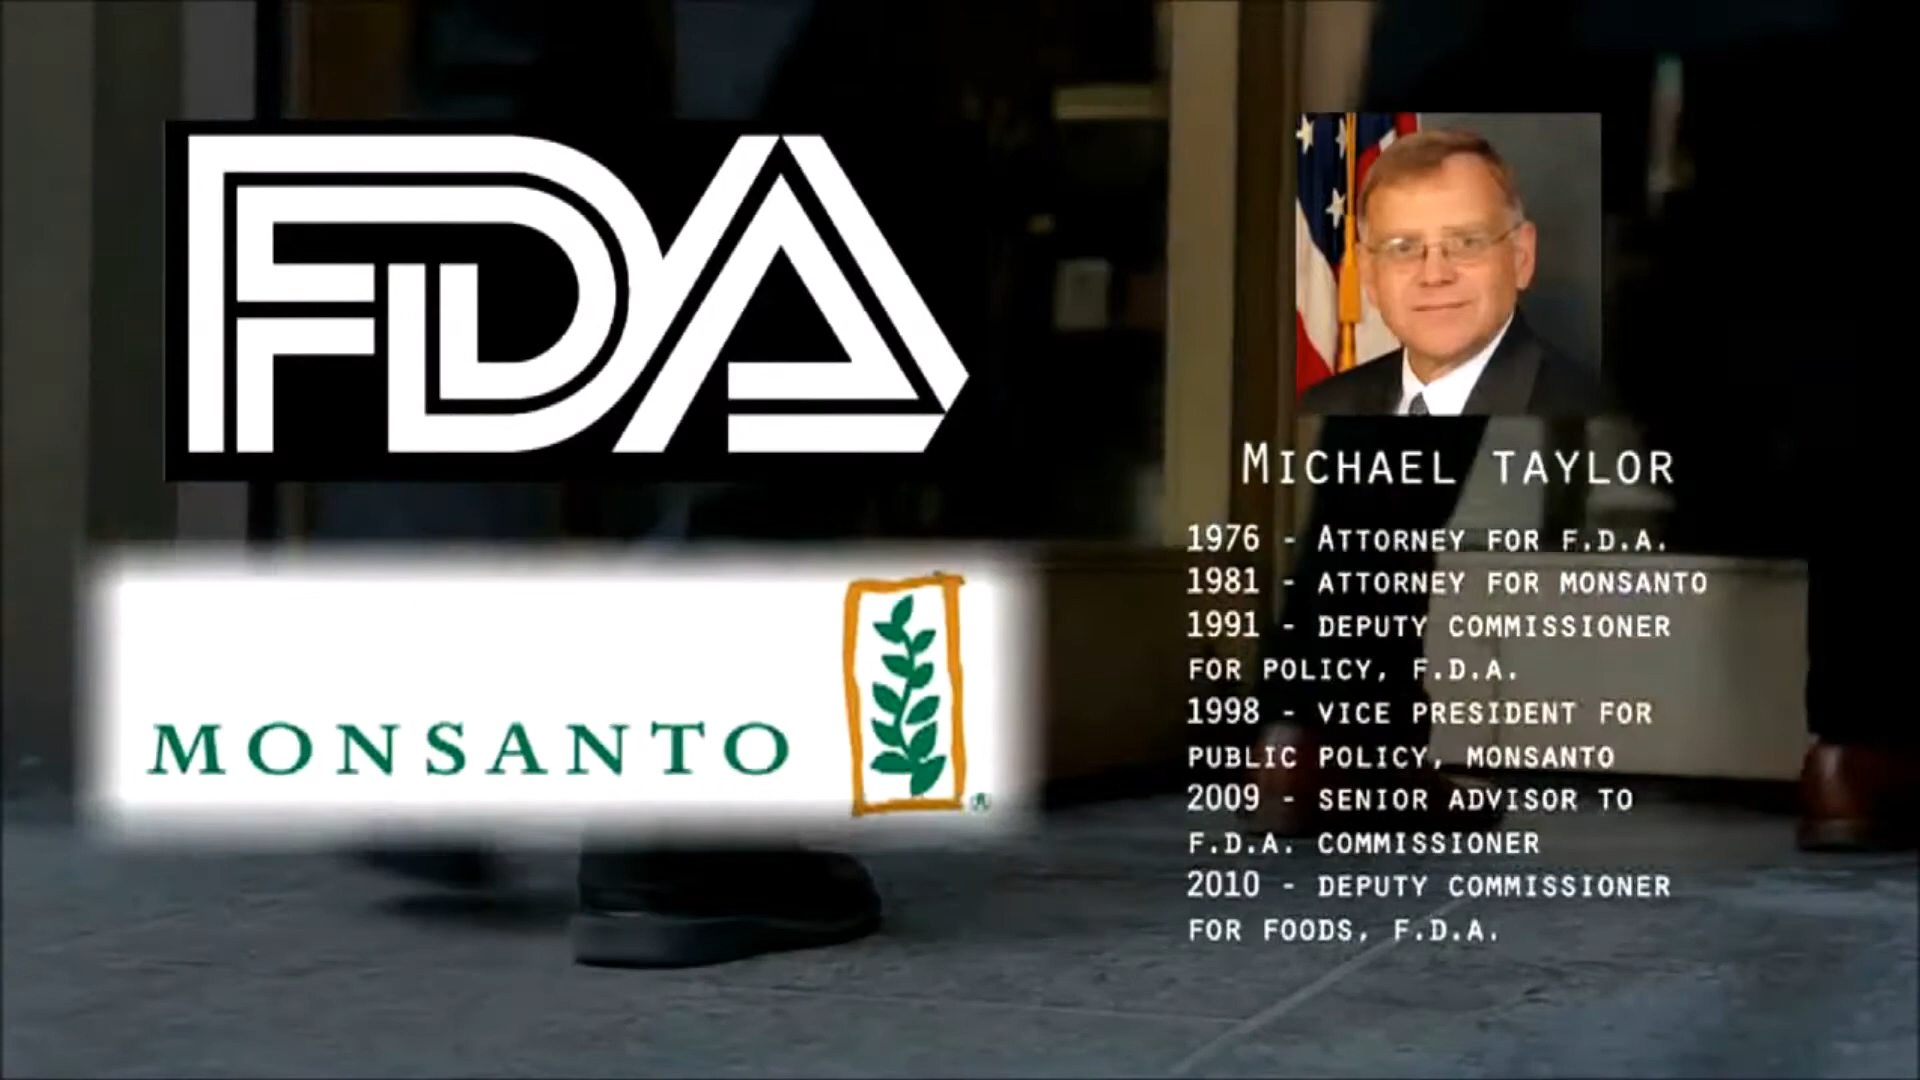 FDA
MONSANTO
®
MICHAEL TAYLOR
1976 - ATTORNEY FOR F.D.A.
1981 - ATTORNEY FOR MONSANTO
1991 - DEPUTY COMMISSIONER
FOR POLICY, F.D.A.
1998 - VICE PRESIDENT FOR
PUBLIC POLICY, MONSANTO
2009 - SENIOR ADVISOR TO
F.D.A. COMMISSIONER
2010 - DEPUTY COMMISSIONER
FOR FOODS, F.D.A.